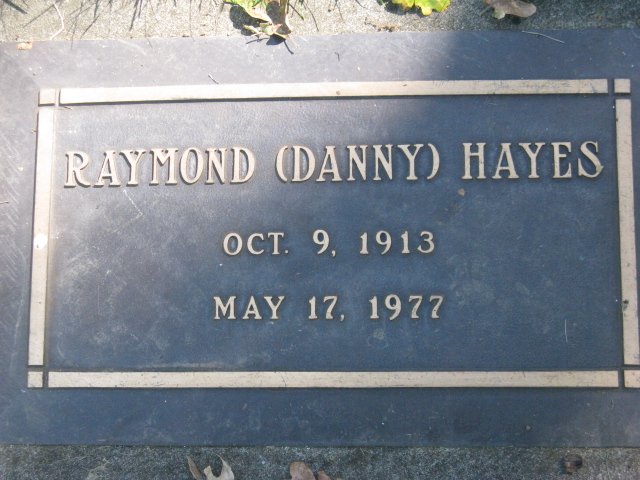 RAYMOND (DANNY) HAYES
OCT. 9, 1913
MAY 17, 1977